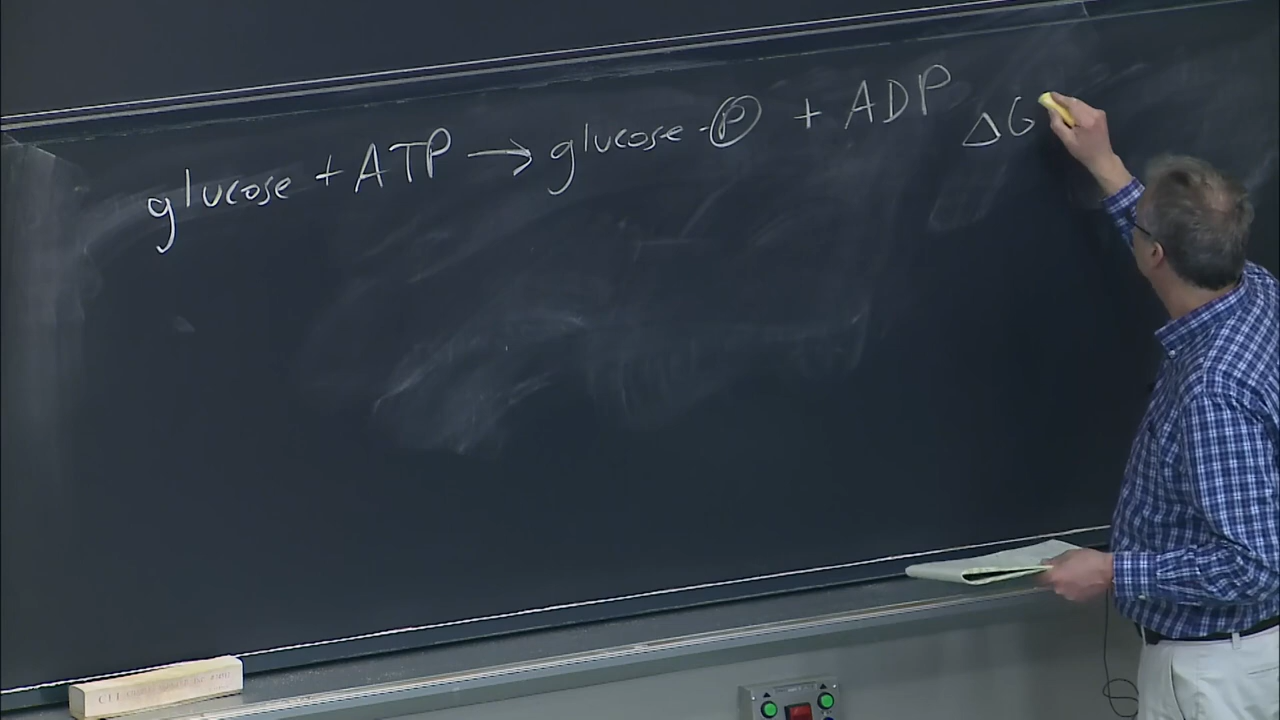 glucose + ATP → glucose - P + ADP ΔG